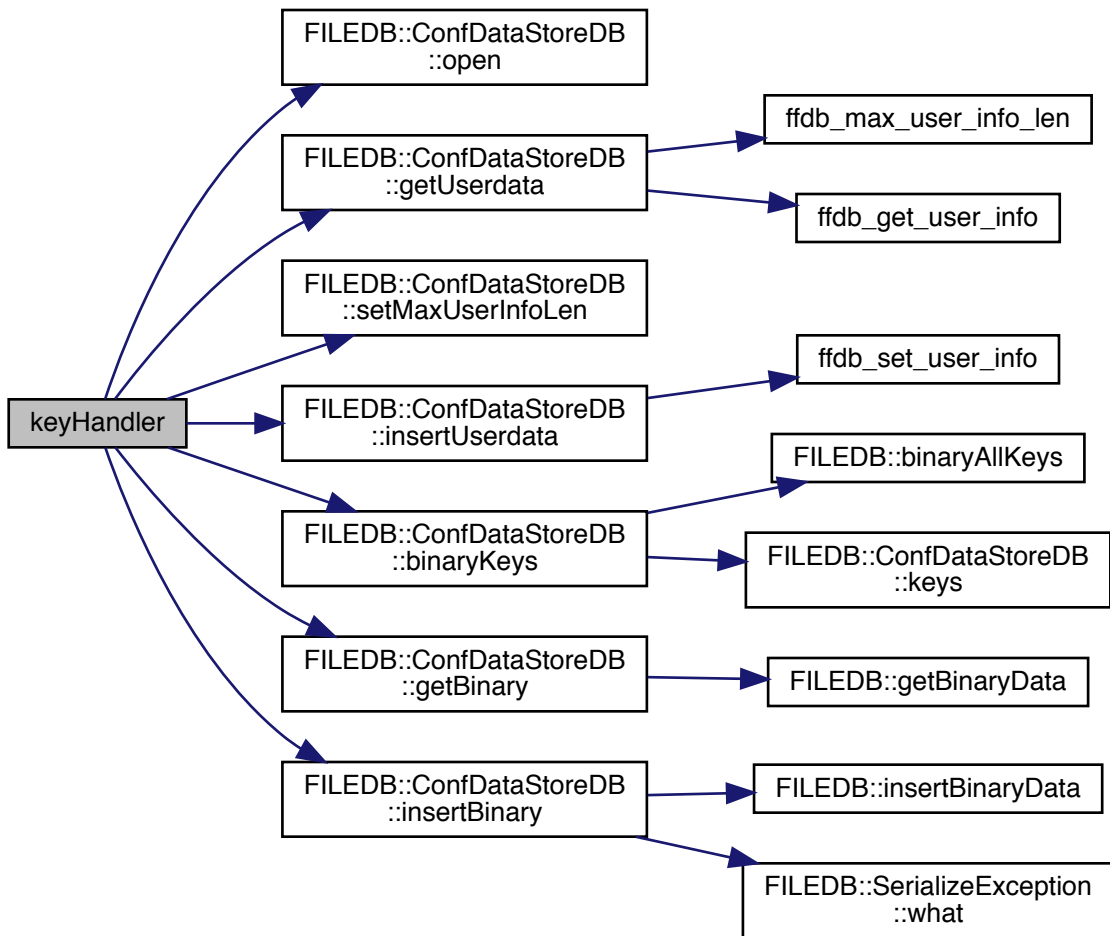 FILEDB::ConfDataStoreDB
::open
ffdb_max_user_info_len
FILEDB::ConfDataStoreDB
::getUserdata
ffdb_get_user_info
FILEDB::ConfDataStoreDB
::setMaxUserInfoLen
ffdb_set_user_info
keyHandler
FILEDB::ConfDataStoreDB
::insertUserdata
FILEDB::binaryAllKeys
FILEDB::ConfDataStoreDB
::binaryKeys
FILEDB::ConfDataStoreDB
::keys
FILEDB::ConfDataStoreDB
::getBinary
FILEDB::getBinaryData
FILEDB::ConfDataStoreDB
::insertBinary
FILEDB::insertBinaryData
FILEDB::SerializeException
::what